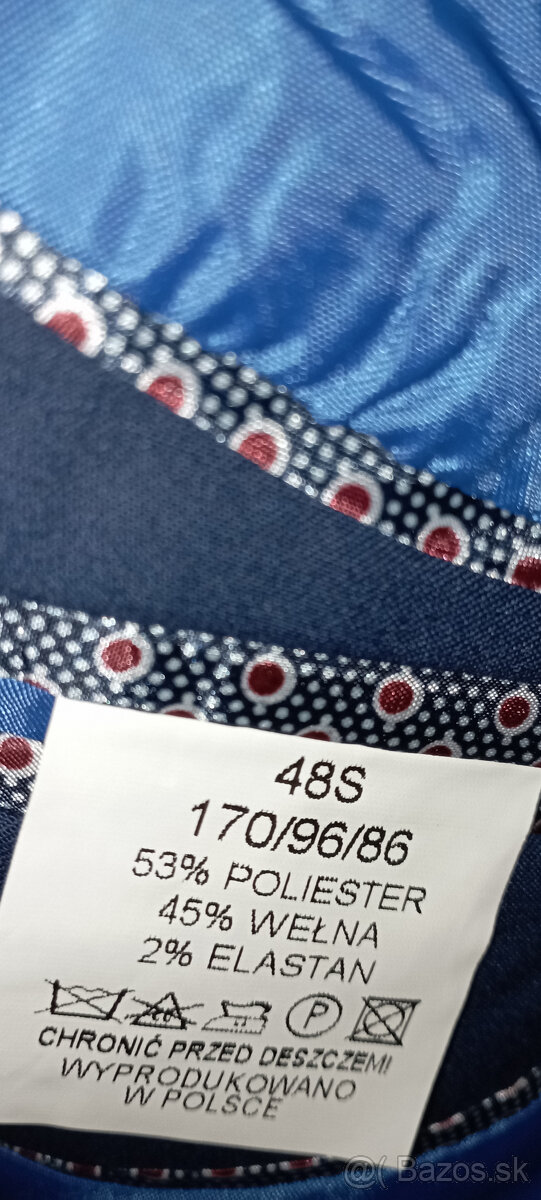 48S
170/96/86
53% POLIESTER
45% WEŁNA
2% ELASTAN
P
CHRONIĆ PRZED DESZCZEM!
WYPRODUKOWANO
W POLSCE
Bazos.sk